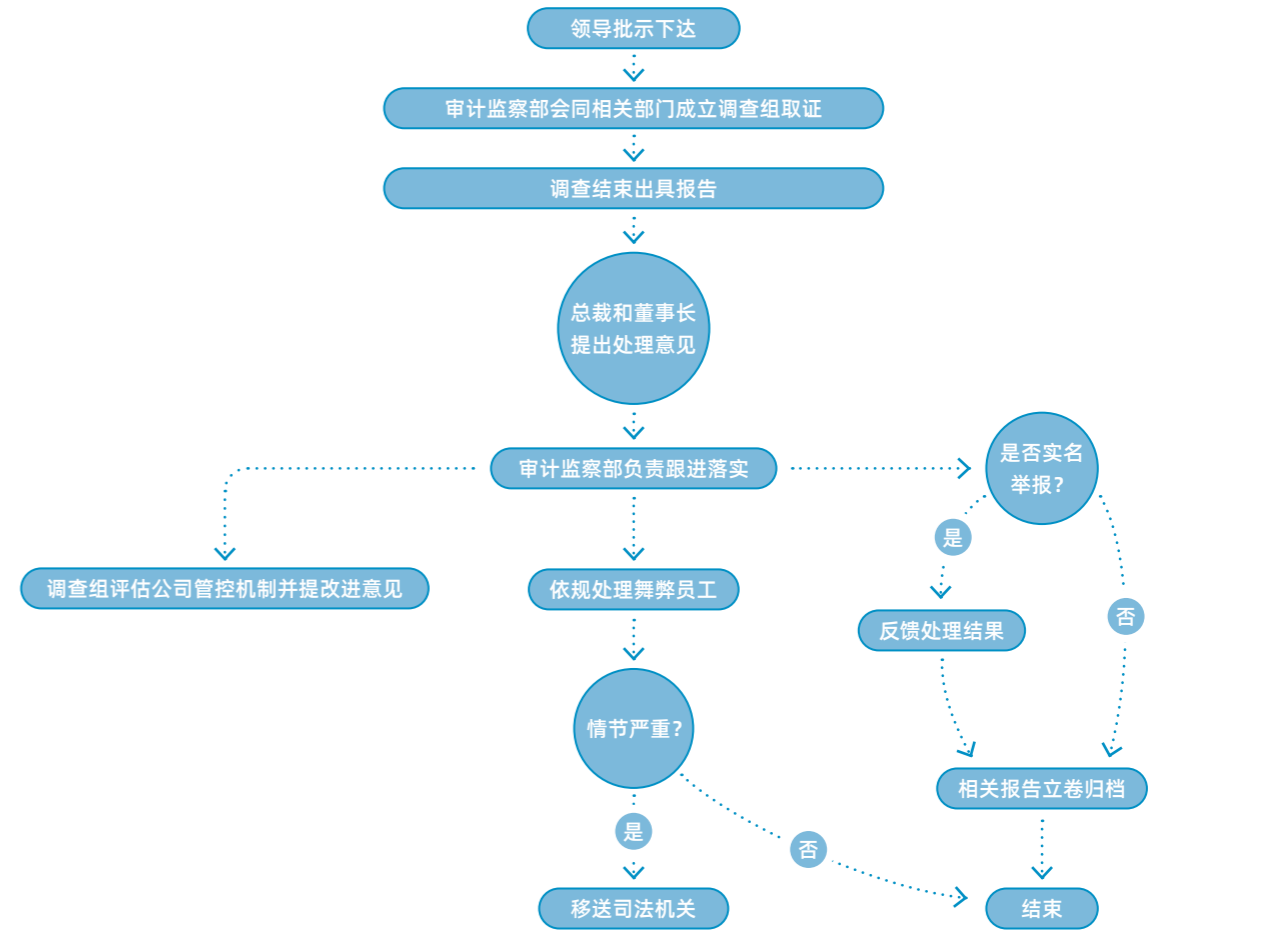 领导批示下达
审计监察部会同相关部门成立调查组取证
调查结束出具报告
总裁和董事长
提出处理意见
审计监察部负责跟进落实
是否实名
举报?
是
调查组评估公司管控机制并提改进意见
依规处理舞弊员工
反馈处理结果
否
情节严重?
相关报告立卷归档
是
否
移送司法机关
结束